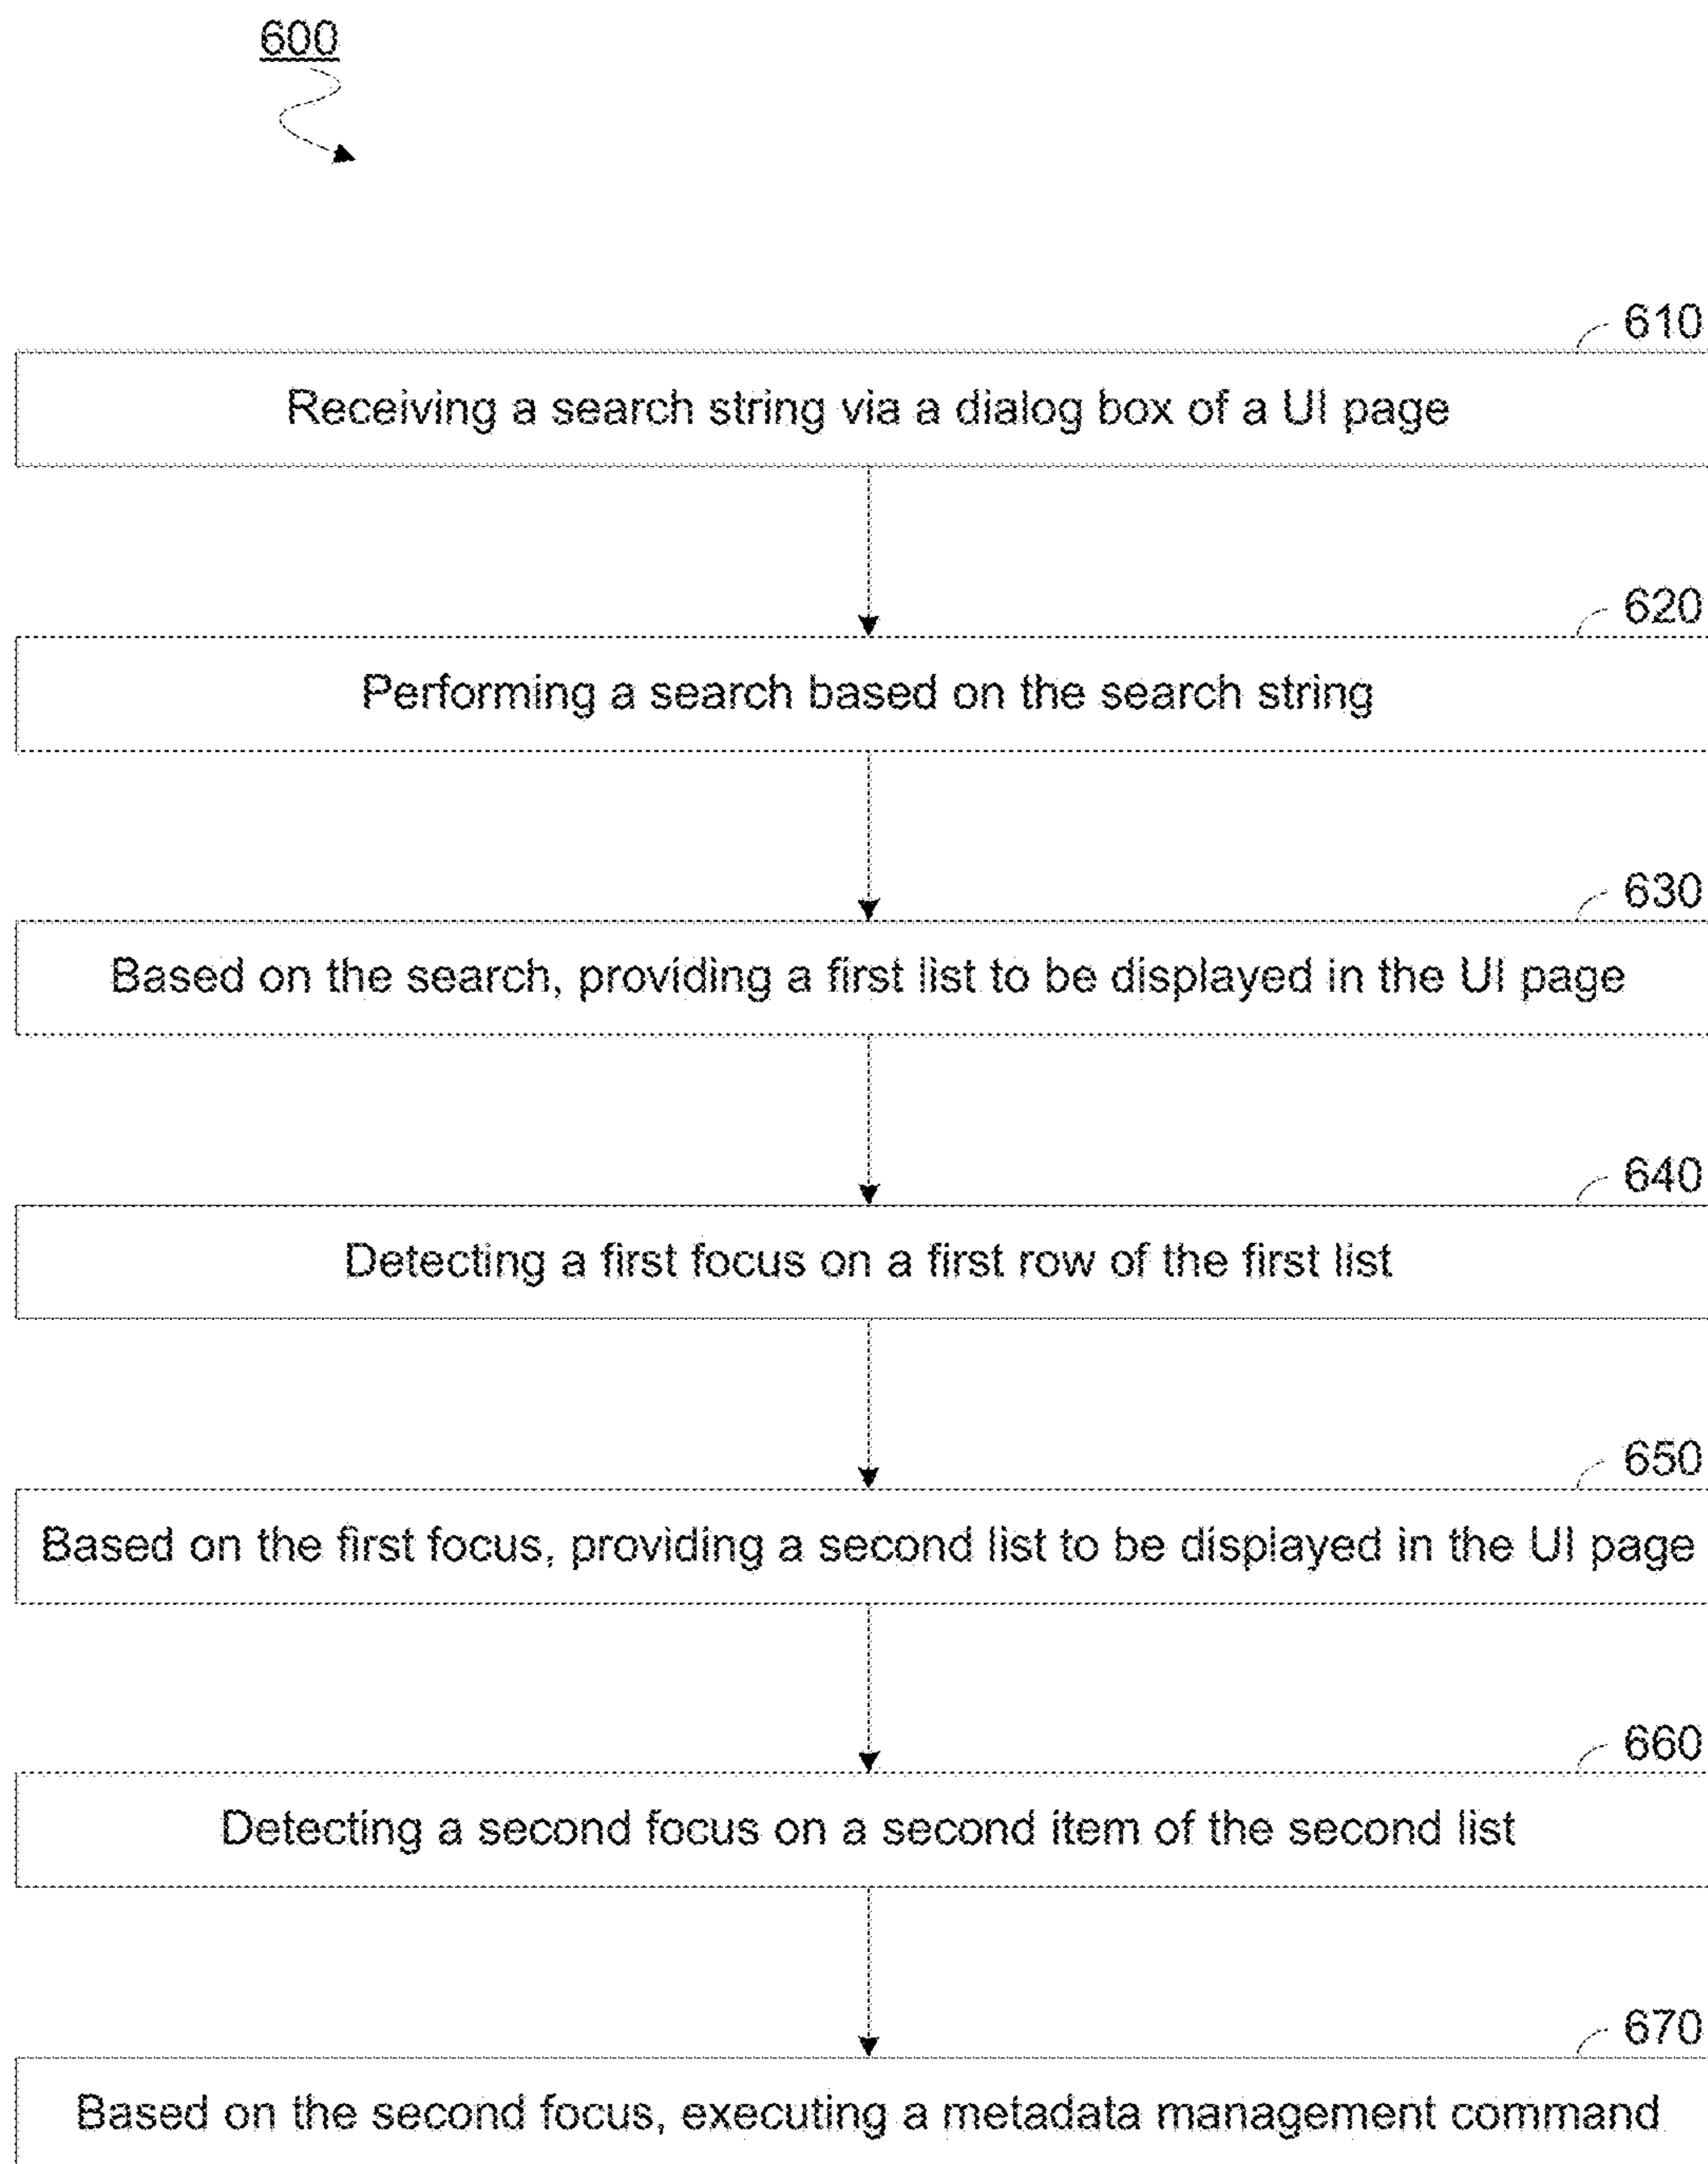 600
610
Receiving a search string via a dialog box of a UI page
620
Performing a search based on the search string
630
Based on the search, providing a first list to be displayed in the UI page
640
Detecting a first focus on a first row of the first list
650
Based on the first focus, providing a second list to be displayed in the UI page
660
Detecting a second focus on a second item of the second list
670
Based on the second focus, executing a metadata management command